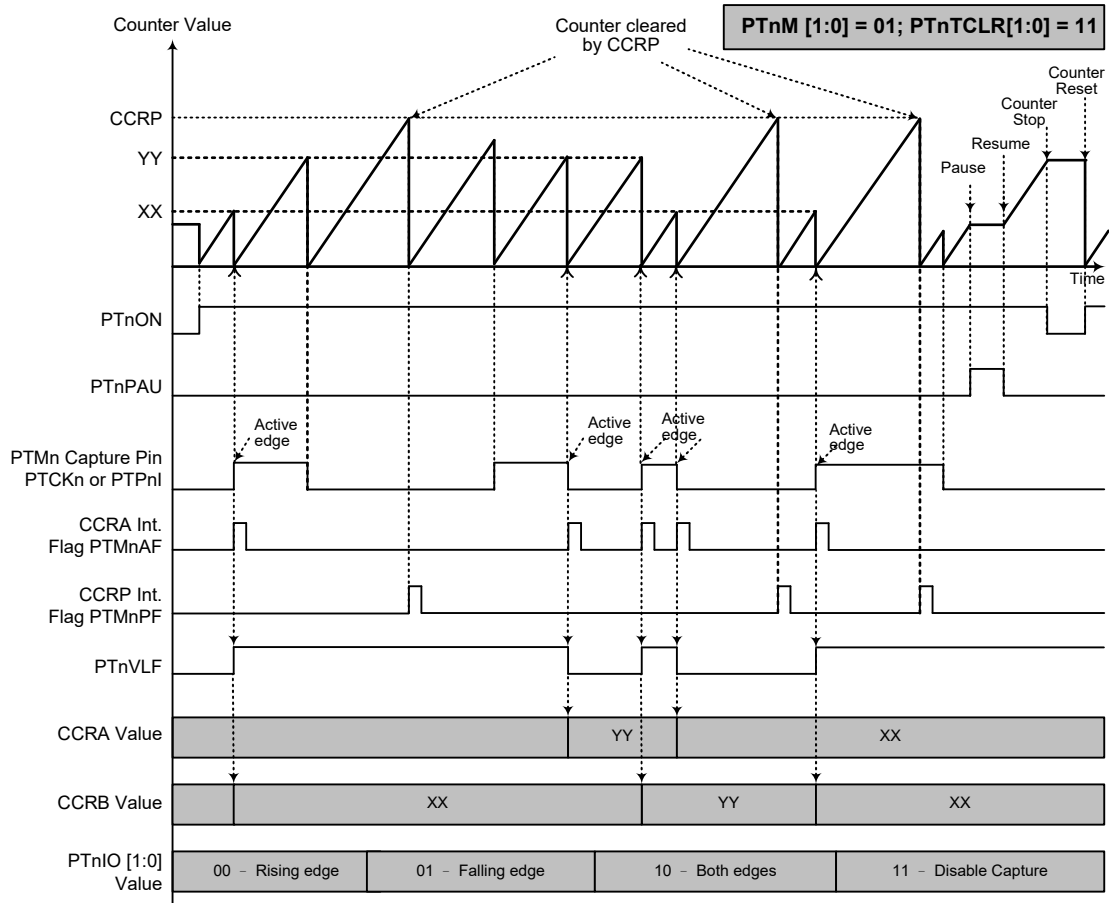 PTnM [1:0] = 01; PTnTCLR[1:0] = 11
Counter Value
Counter cleared
by CCRP
Counter
Reset
Counter
Stop
Resume
Pause
CCRP
YY
XX
Time
PTnON
PTnPAU
Active
edge
Active
edge
Active
edge
Active
edge
PTMn Capture Pin
PTCKn or PTPnI
CCRA Int.
Flag PTMnAF
CCRP Int.
Flag PTMnPF
PTnVLF
CCRA Value
YY
XX
CCRB Value
XX
YY
XX
PTnIO [1:0]
Value
00 – Rising edge
01 – Falling edge
10 – Both edges
11 – Disable Capture